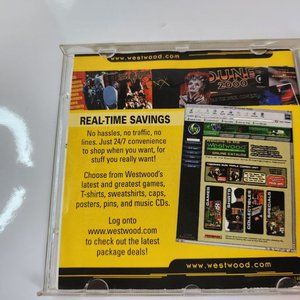 www.westwood.com
DUNE
2000
REAL-TIME SAVINGS
No hassles, no traffic, no
lines. Just 24/7 convenience
to shop when you want, for
stuff you really want!
Choose from Westwood's
latest and greatest games,
T-shirts, sweatshirts, caps,
posters, pins, and music CDs.
Log onto
www.westwood.com
to check out the latest
package deals!
Westwood
GAMES
COLLECTIBLES
www.westwood.com